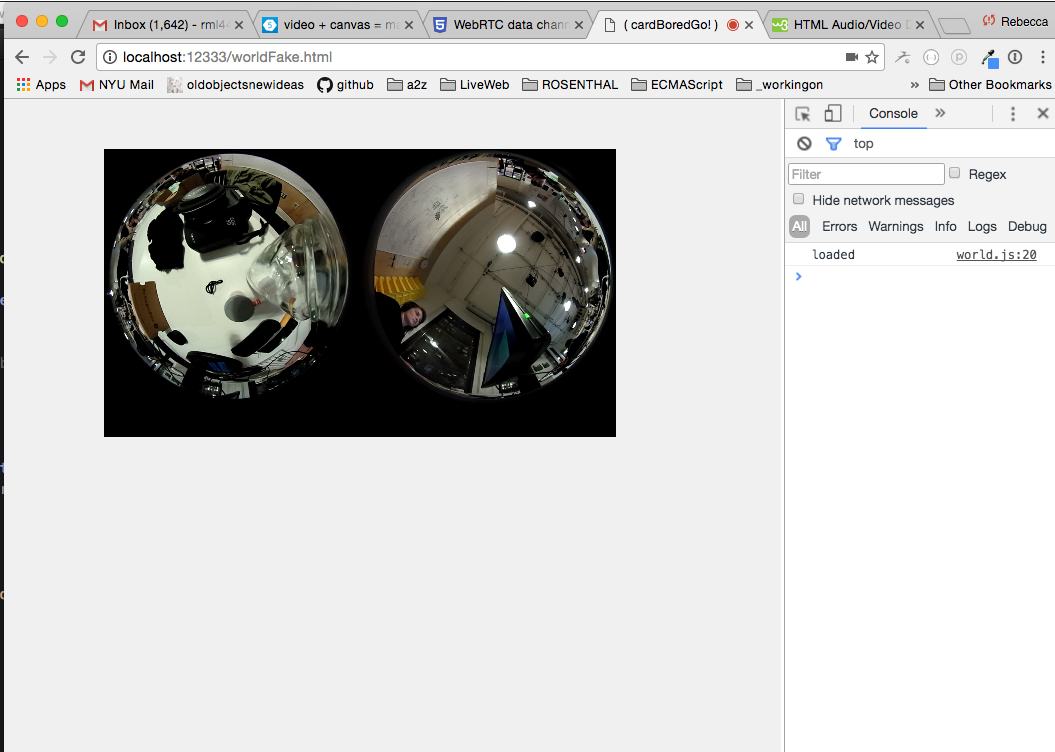 Inbox (1,642) - rml4
video + canvas = m
WebRTC data chann
( cardBoredGo! )
HTML Audio/Video D
Rebecca
localhost:12333/worldFake.html
Apps
NYU Mail
oldobjectsnewideas
github
a2z
LiveWeb
ROSENTHAL
ECMAScript
_workingon
»
Other Bookmarks
Console
»
top
Filter
Regex
Hide network messages
All
Errors
Warnings
Info
Logs
Debug
loaded
world.js:20